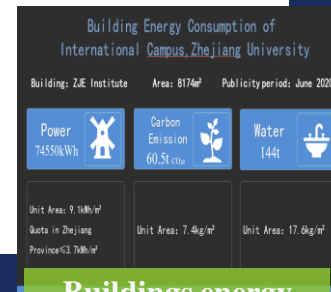 Building Energy Consumption of
International Campus,Zhejiang University
Building: ZJE Institute Area: 8174m² Publicity period: June 2020
Power
74550kWh
Carbon
Emission
60.5t CO₂e
Water
144t
Unit Area: 9.1kWh/m²
Quota in Zhejiang
Province≤3.7kWh/m²
Unit Area: 7.4kg/m²
Unit Area: 17.6kg/m²
Buildings energy